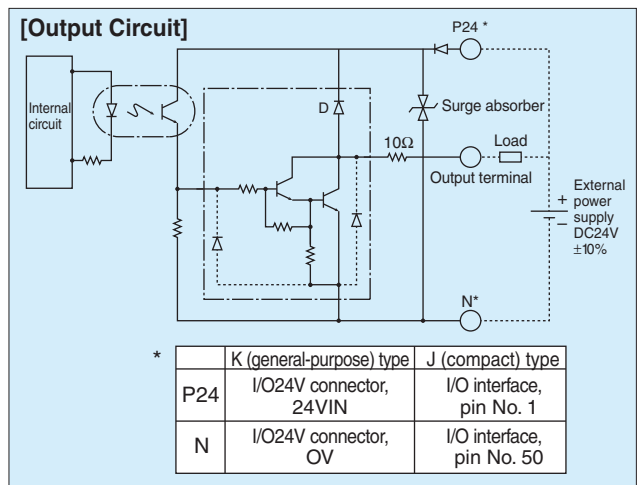 [Output Circuit]
P24 *
Internal
circuit
D
Surge absorber
10Ω
Load
Output terminal
+
−
External
power
supply
DC24V
±10%
N*
*
K (general-purpose) type J (compact) type
P24
I/O24V connector,
24VIN
I/O interface,
pin No. 1
N
I/O24V connector,
OV
I/O interface,
pin No. 50